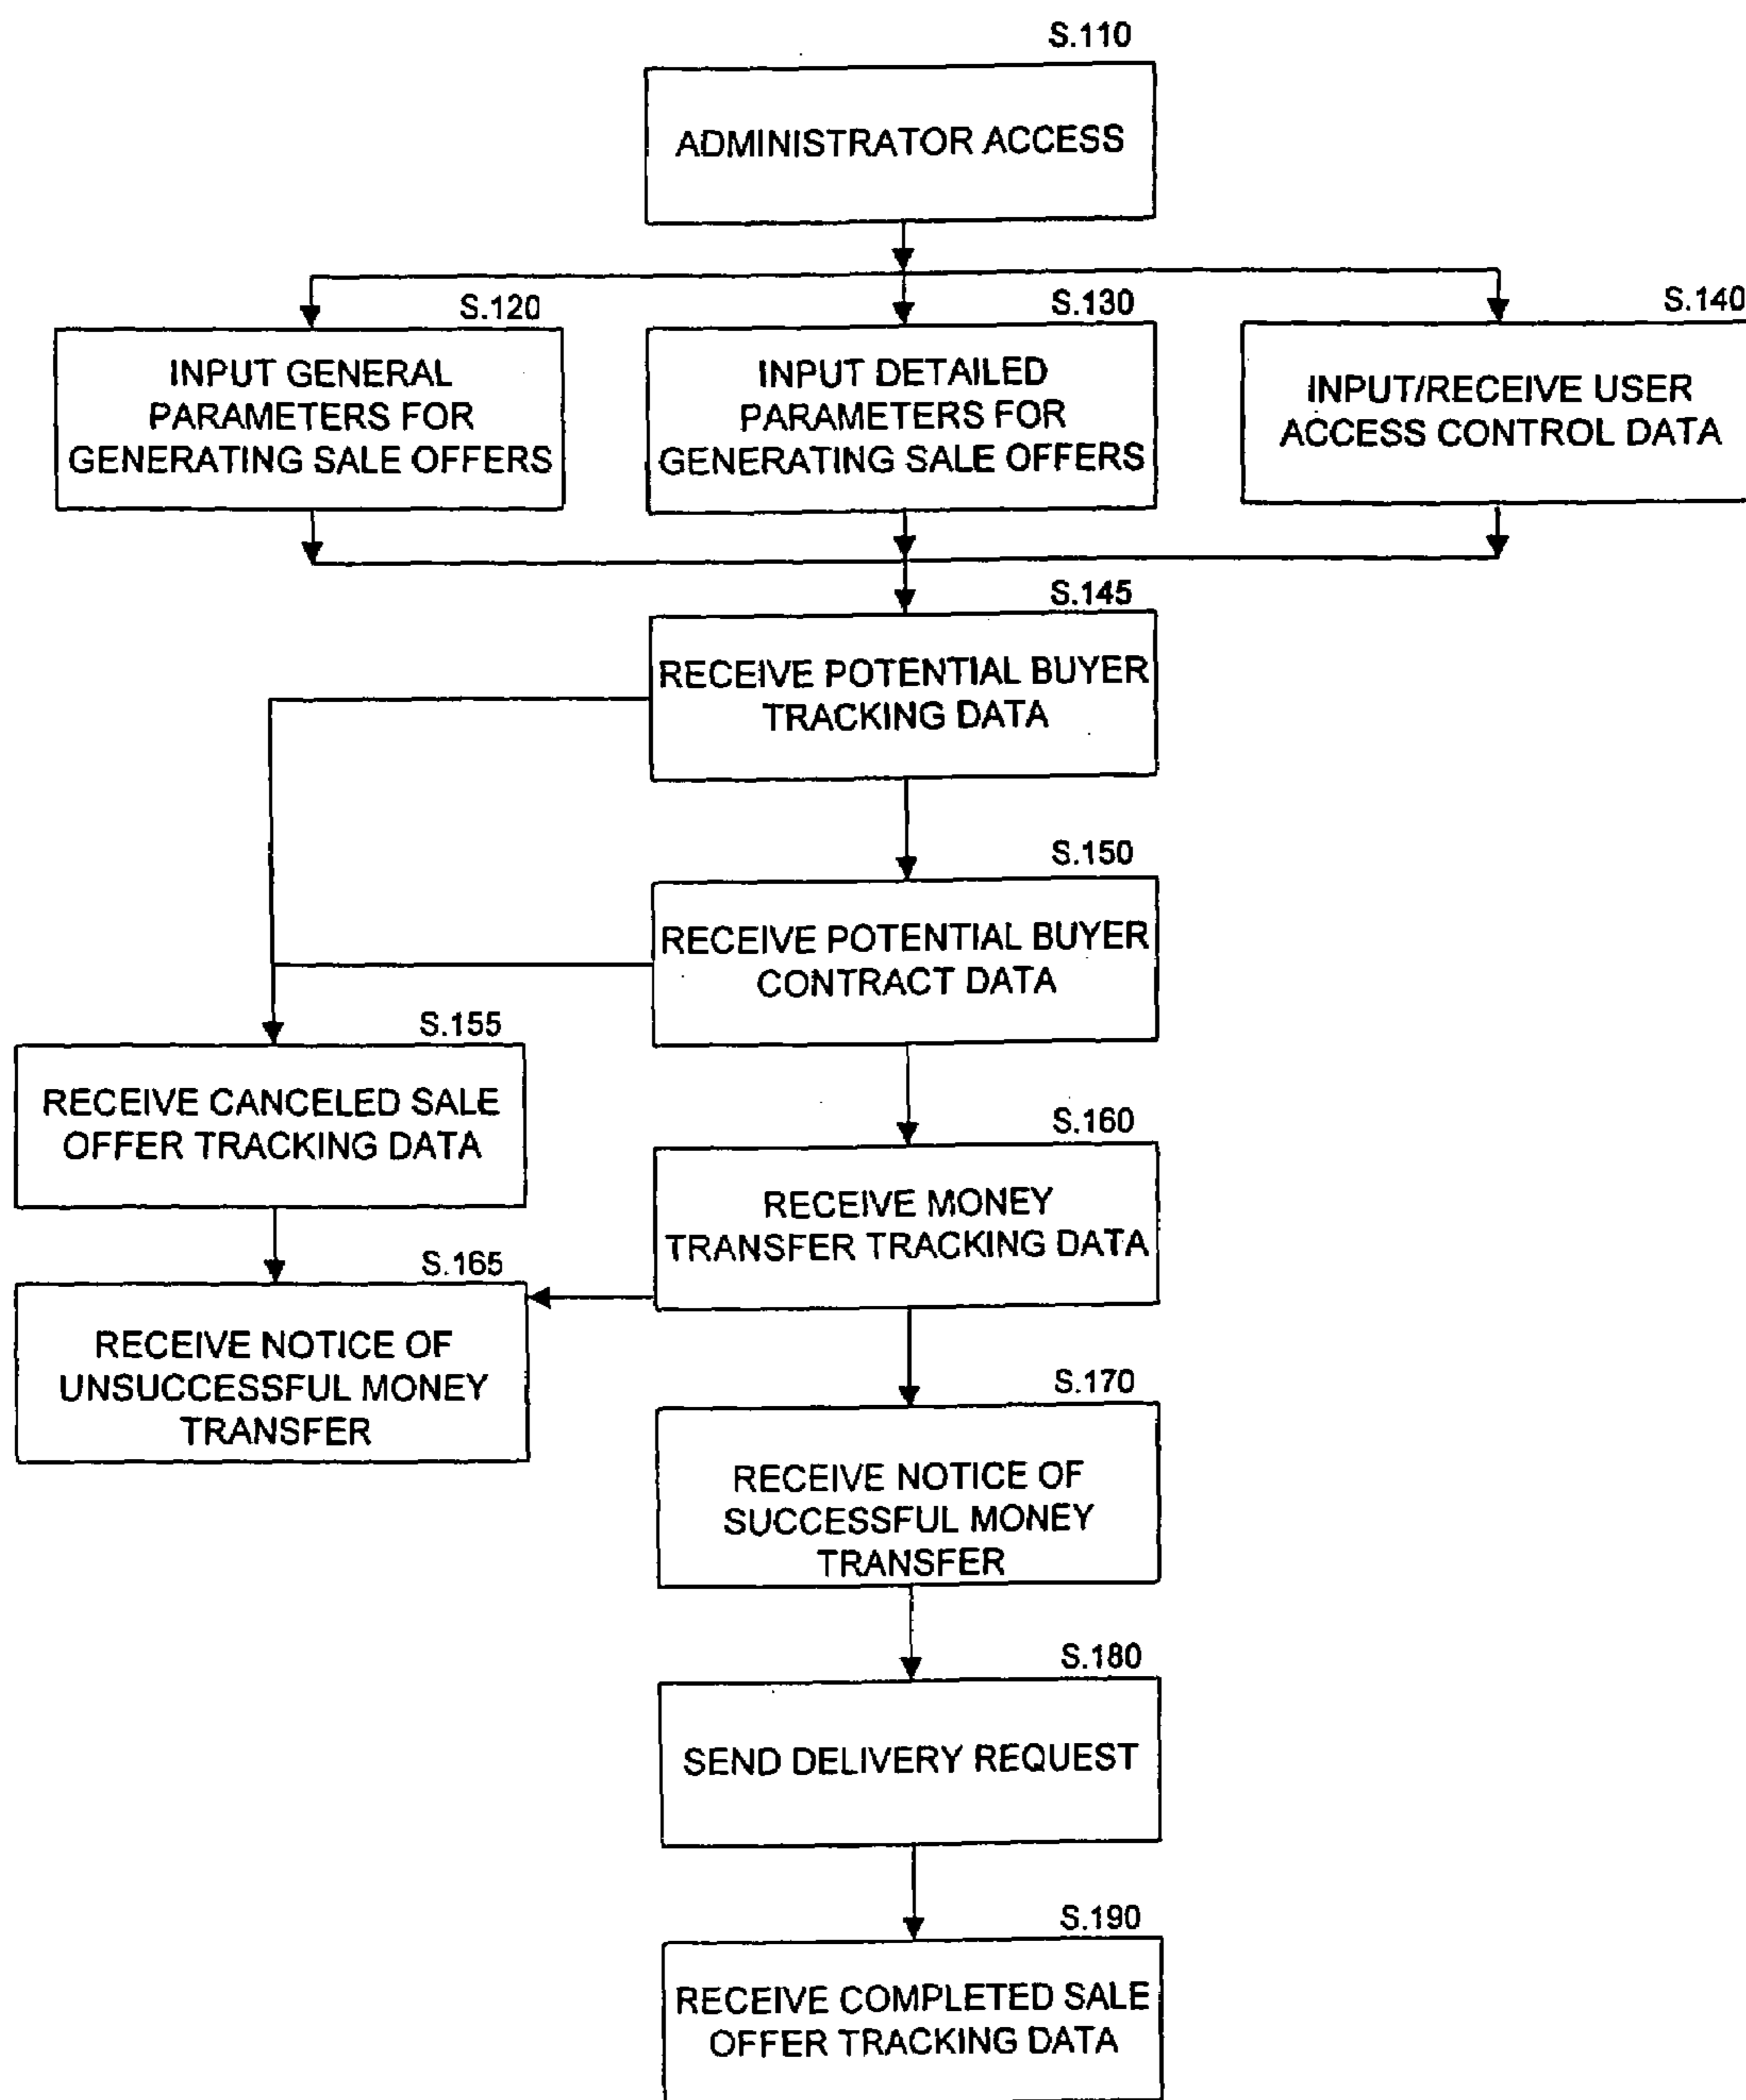 S.110
ADMINISTRATOR ACCESS
S.120
INPUT GENERAL
PARAMETERS FOR
GENERATING SALE OFFERS
S.130
INPUT DETAILED
PARAMETERS FOR
GENERATING SALE OFFERS
S.140
INPUT/RECEIVE USER
ACCESS CONTROL DATA
S.145
RECEIVE POTENTIAL BUYER
TRACKING DATA
S.150
RECEIVE POTENTIAL BUYER
CONTRACT DATA
S.155
RECEIVE CANCELED SALE
OFFER TRACKING DATA
S.160
RECEIVE MONEY
TRANSFER TRACKING DATA
S.165
RECEIVE NOTICE OF
UNSUCCESSFUL MONEY
TRANSFER
S.170
RECEIVE NOTICE OF
SUCCESSFUL MONEY
TRANSFER
S.180
SEND DELIVERY REQUEST
S.190
RECEIVE COMPLETED SALE
OFFER TRACKING DATA